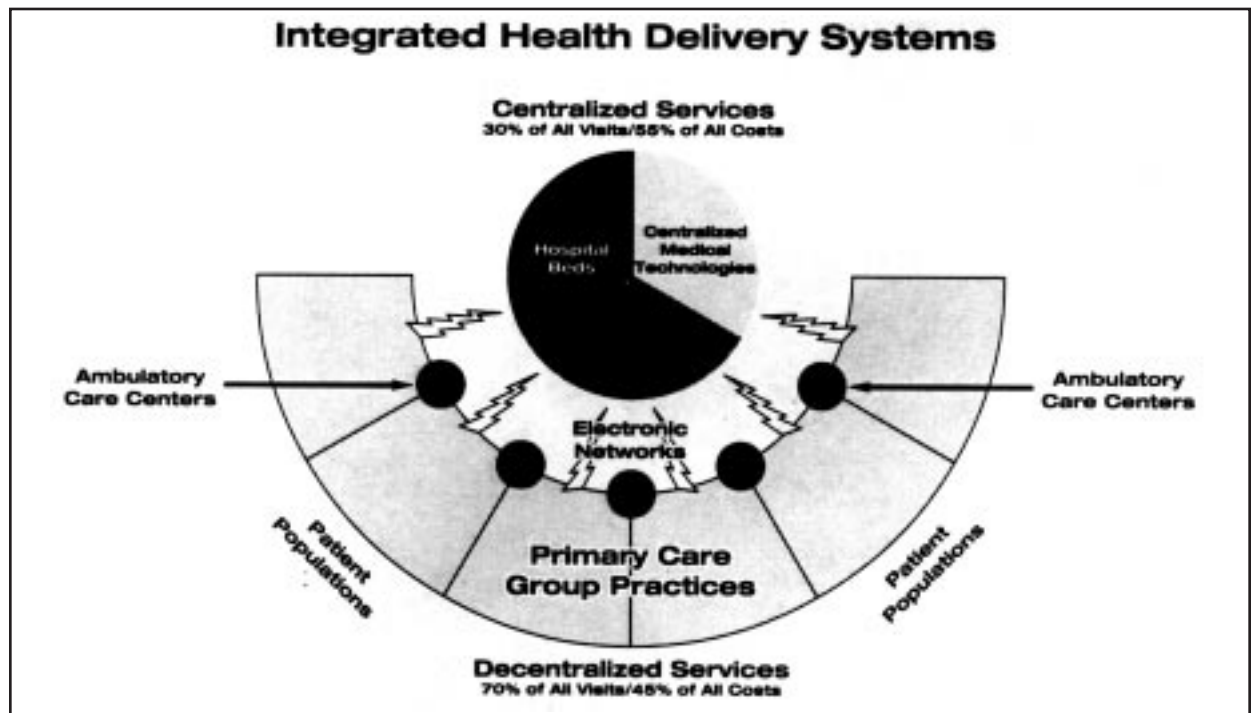 Integrated Health Delivery Systems
Centralized Services
30% of All Visits/55% of All Costs
Hospital
Beds
Centralized
Medical
Technologies
Ambulatory
Care Centers
Ambulatory
Care Centers
Electronic
Networks
Patient
Populations
Primary Care
Group Practices
Patient
Populations
Decentralized Services
70% of All Visits/45% of All Costs